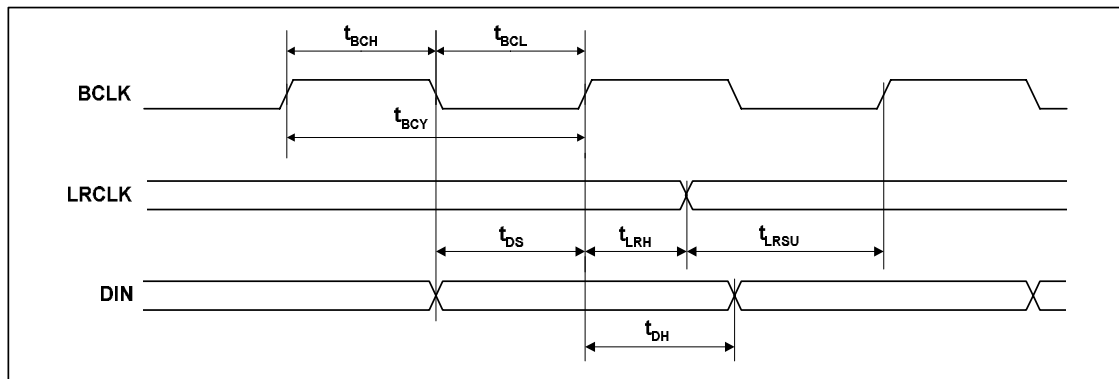 tBCH tBCL
BCLK
tBCY
LRCLK
tDS tLRH tLRSU
DIN
tDH